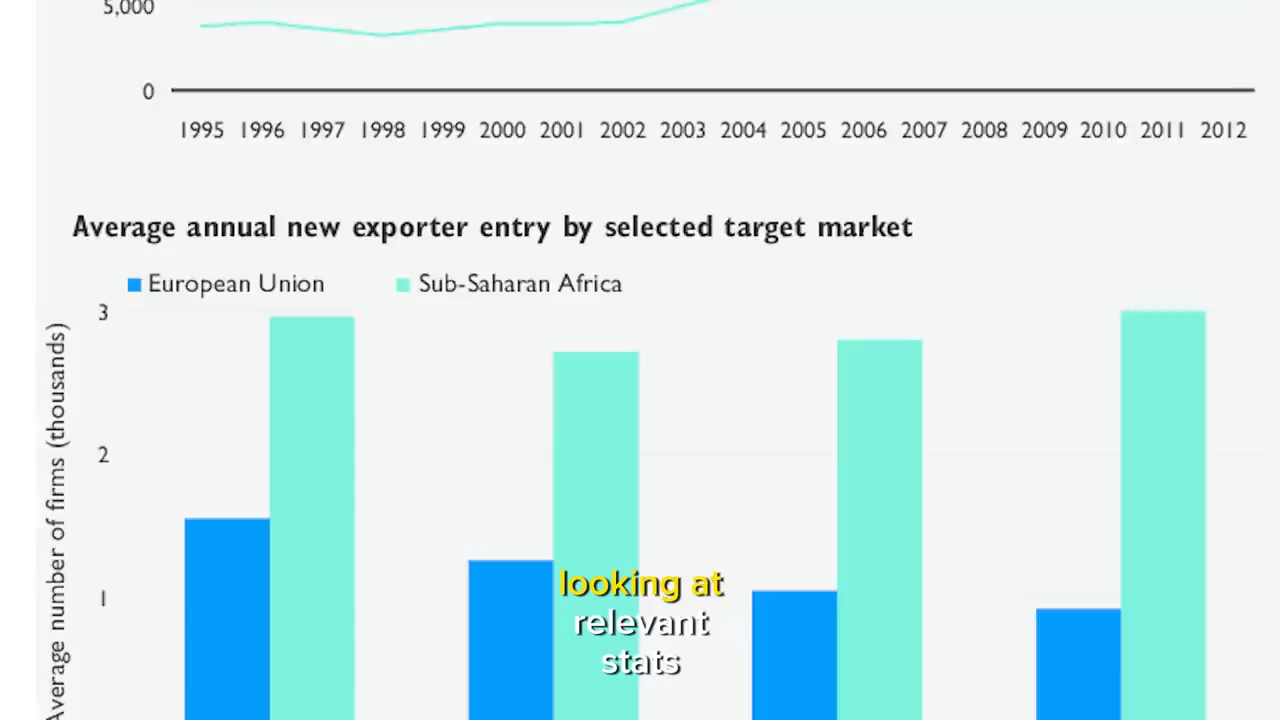 5,000
0
1995 1996 1997 1998 1999 2000 2001 2002 2003 2004 2005 2006 2007 2008 2009 2010 2011 2012
Average annual new exporter entry by selected target market
European Union Sub-Saharan Africa
3
2
1
Average number of firms (thousands)
looking at
relevant
stats